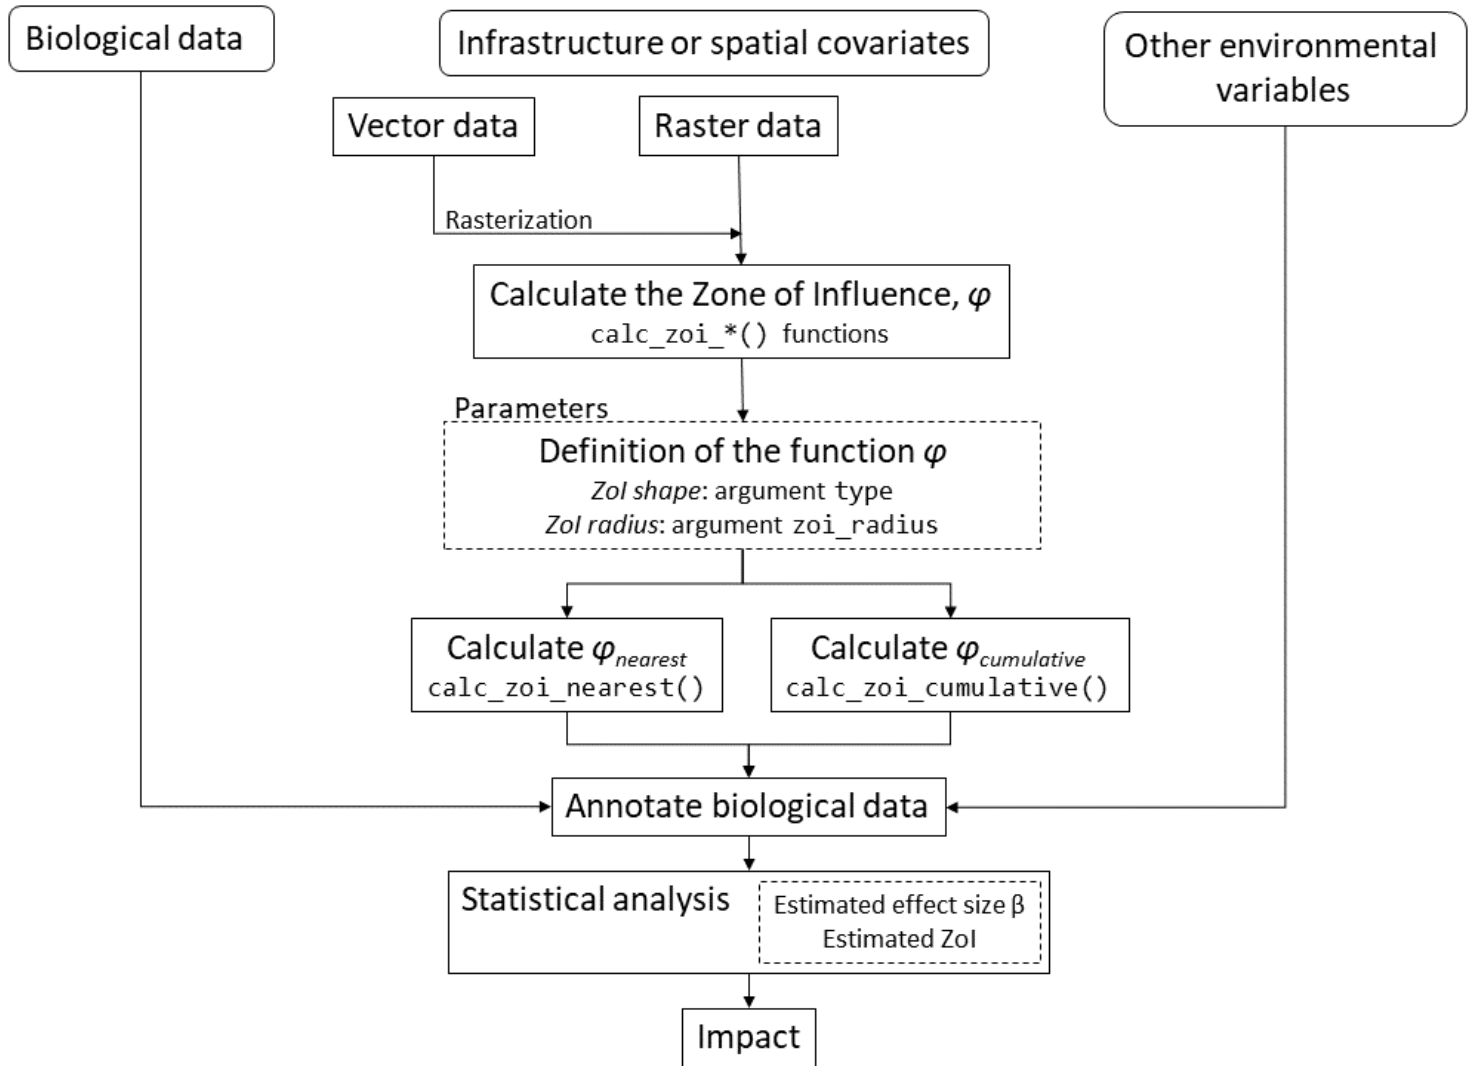 Biological data
Infrastructure or spatial covariates
Other environmental
variables
Vector data
Raster data
Rasterization
Calculate the Zone of Influence, φ
calc_zoi_*() functions
Parameters
Definition of the function φ
ZoI shape: argument type
ZoI radius: argument zoi_radius
Calculate φnearest
calc_zoi_nearest()
Calculate φcumulative
calc_zoi_cumulative()
Annotate biological data
Statistical analysis
Estimated effect size β
Estimated ZoI
Impact